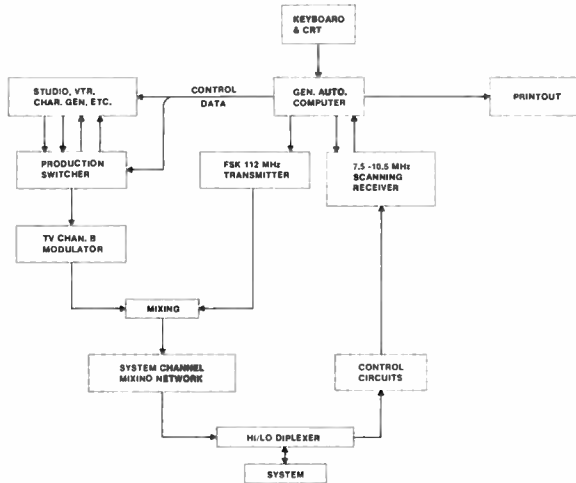 KEYBOARD
& CRT
STUDIO, VTR,
CHAR. GEN, ETC.
CONTROL
DATA
GEN. AUTO.
COMPUTER
PRINTOUT
PRODUCTION
SWITCHER
FSK 112 MHz
TRANSMITTER
7.5 -10.5 MHz
SCANNING
RECEIVER
TV CHAN. B
MODULATOR
MIXING
SYSTEM CHANNEL
MIXING NETWORK
CONTROL
CIRCUITS
HI/LO DIPLEXER
SYSTEM